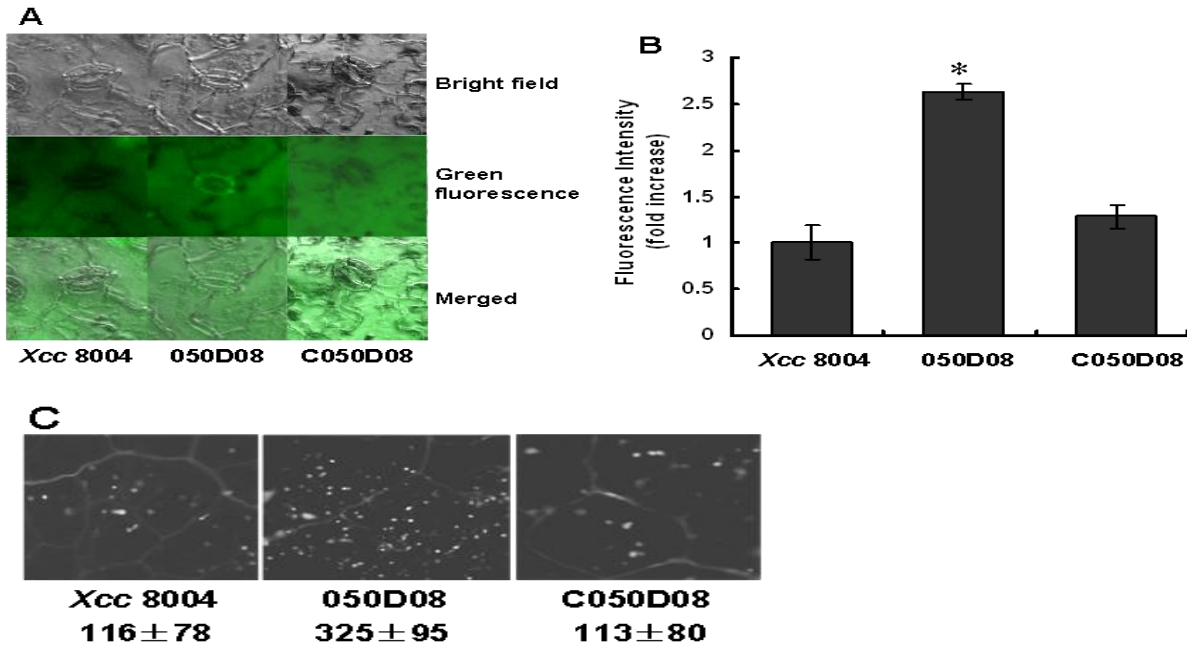 A
Bright field
Green
fluorescence
Merged
Xcc 8004 050D08 C050D08
B
Fluorescence Intensity
(fold increase)
3
2.5
2
1.5
1
0.5
0
*
Xcc 8004 050D08 C050D08
C
Xcc 8004 050D08 C050D08
116±78 325±95 113±80